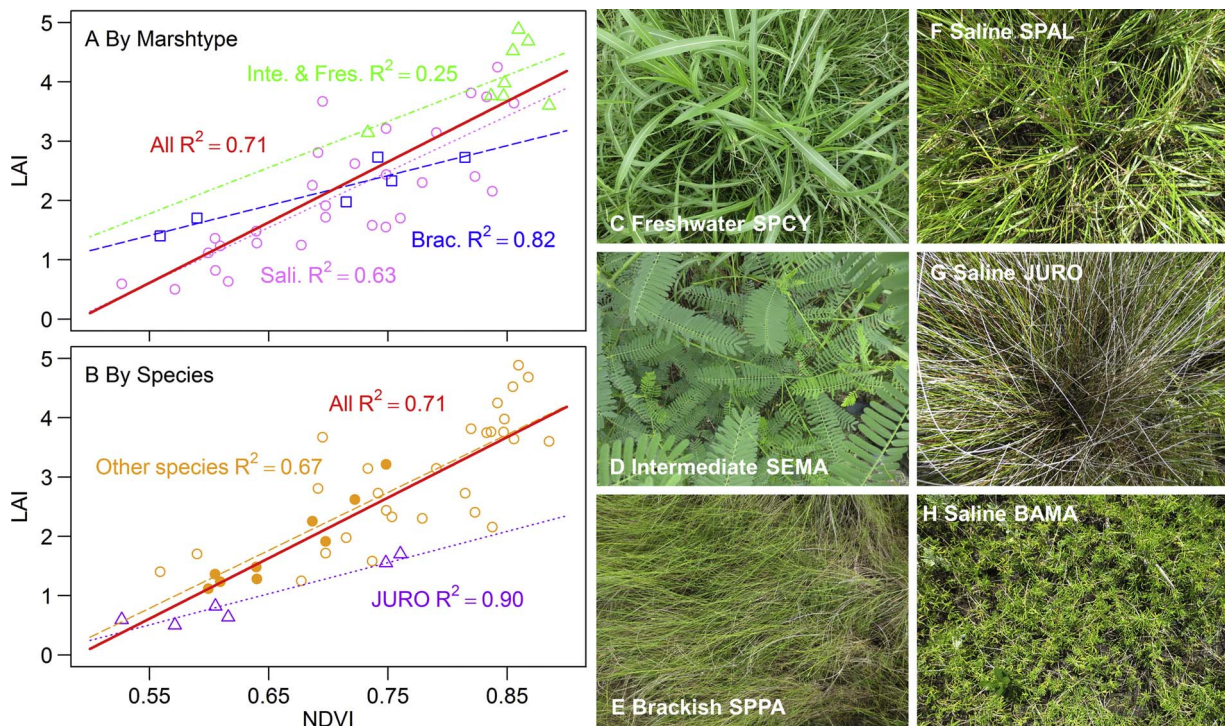 A By Marshtype
Inte. & Fres. R² = 0.25
All R² = 0.71
Brac. R² = 0.82
Sali. R² = 0.63
LAI
5
4
3
2
1
0
B By Species
All R² = 0.71
Other species R² = 0.67
JURO R² = 0.90
LAI
5
4
3
2
1
0
0.55 0.65 0.75 0.85
NDVI
C Freshwater SPCY
D Intermediate SEMA
E Brackish SPPA
F Saline SPAL
G Saline JURO
H Saline BAMA